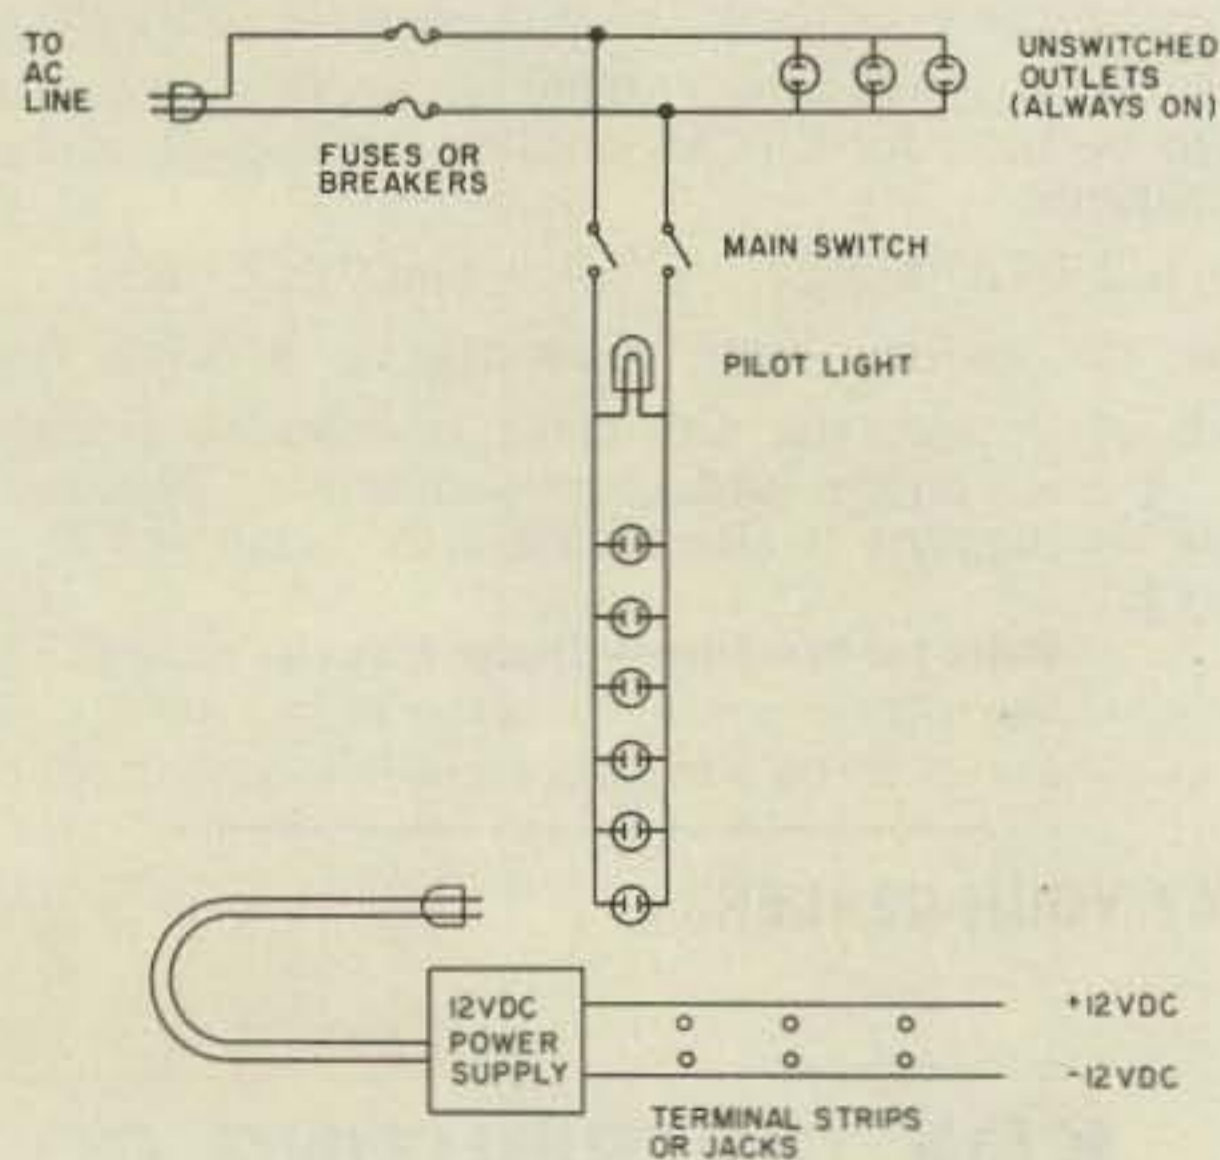 TO
AC
LINE
UNSWITCHED
OUTLETS
(ALWAYS ON)
FUSES OR
BREAKERS
MAIN SWITCH
PILOT LIGHT
12VDC
POWER
SUPPLY
+12VDC
-12VDC
TERMINAL STRIPS
OR JACKS